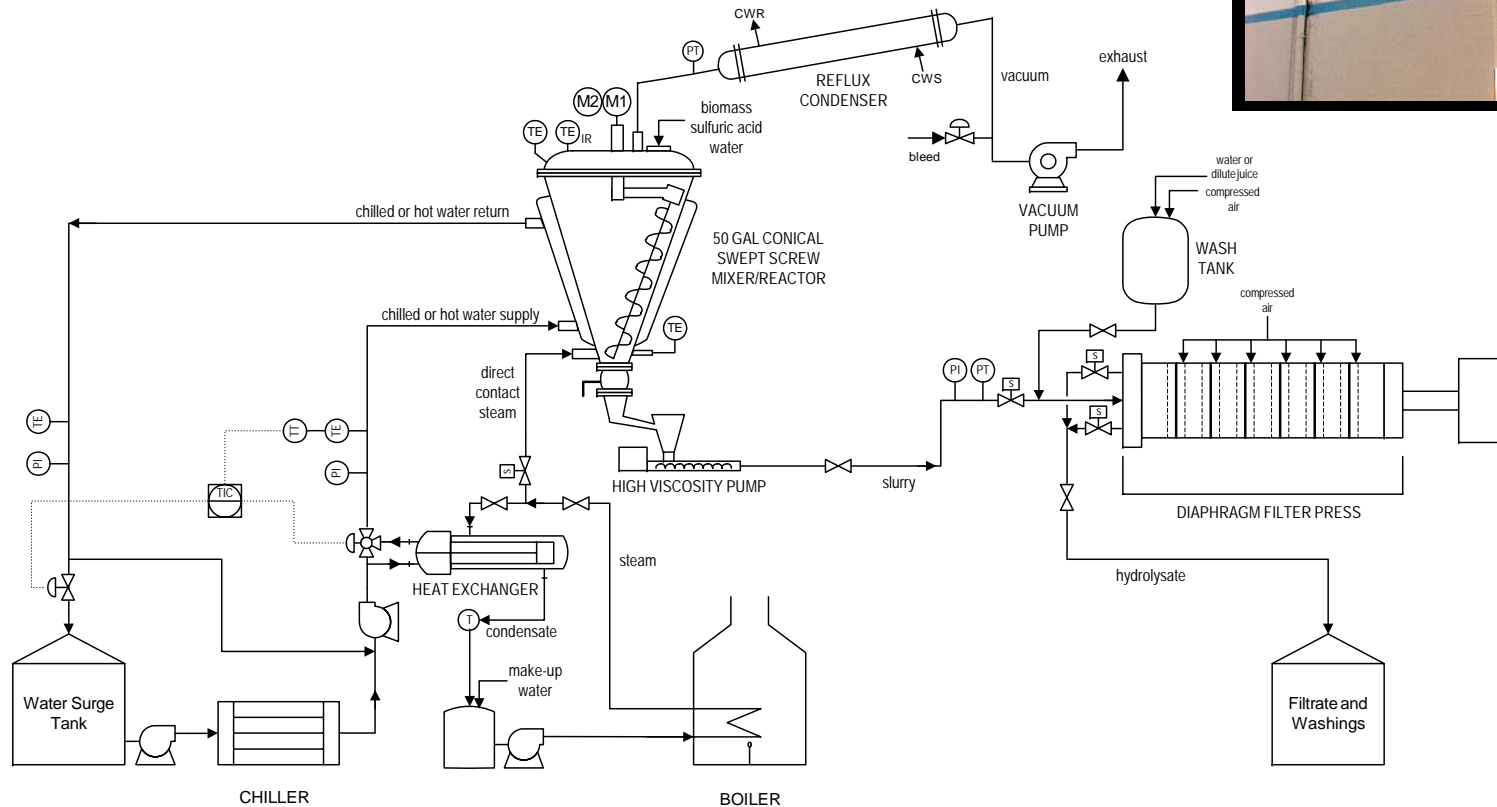 CWR
PT
REFLUX
CONDENSER
CWS
vacuum
exhaust
M2
M1
TE
TE
IR
biomass
sulfuric acid
water
bleed
VACUUM
PUMP
water or
dilute juice
compressed
air
WASH
TANK
chilled or hot water return
50 GAL CONICAL
SWEPT SCREW
MIXER/REACTOR
compressed
air
chilled or hot water supply
TE
direct
contact
steam
PI
PT
S
S
S
TE
TT
TE
PI
PI
S
TIC
HIGH VISCOSITY PUMP
slurry
DIAPHRAGM FILTER PRESS
steam
HEAT EXCHANGER
hydrolysate
T
condensate
make-up
water
Water Surge
Tank
Filtrate and
Washings
CHILLER
BOILER